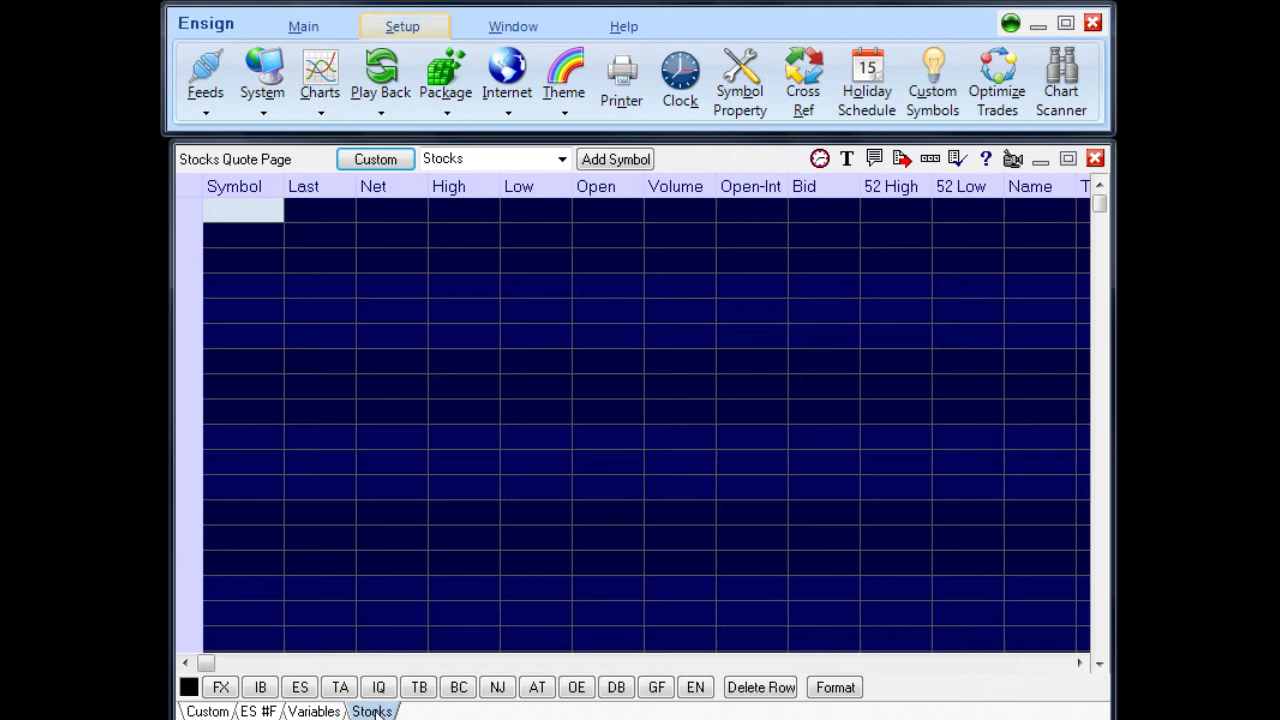 Ensign Main Setup Window Help
Feeds System Charts Play Back Package Internet Theme Printer Clock Symbol Property Cross Ref 15 Holiday Schedule Custom Symbols Optimize Trades Chart Scanner
Stocks Quote Page Custom Stocks Add Symbol T ?
Symbol Last Net High Low Open Volume Open-Int Bid 52 High 52 Low Name T
FX IB ES TA IQ TB BC NJ AT OE DB GF EN Delete Row Format
Custom ES #F Variables Stocks